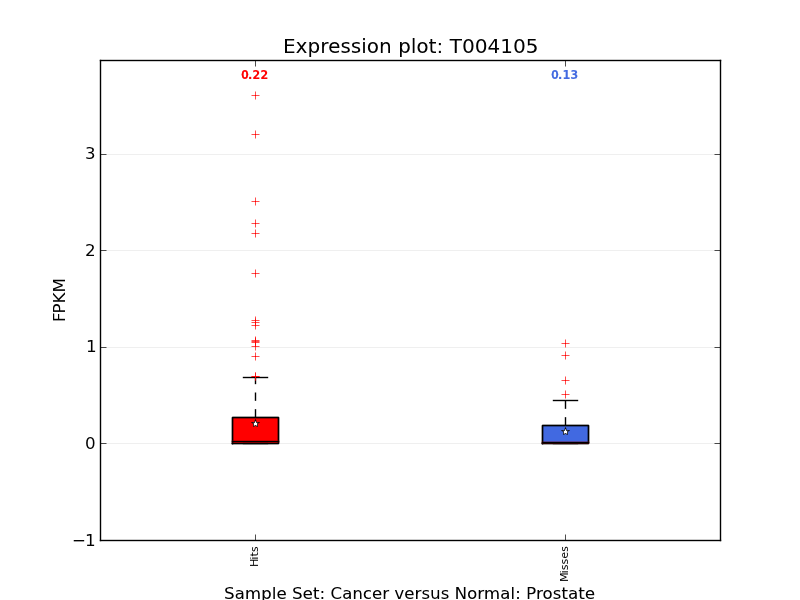 Expression plot: T004105
0.22
0.13
3
2
1
0
−1
FPKM
Hits
Misses
Sample Set: Cancer versus Normal: Prostate